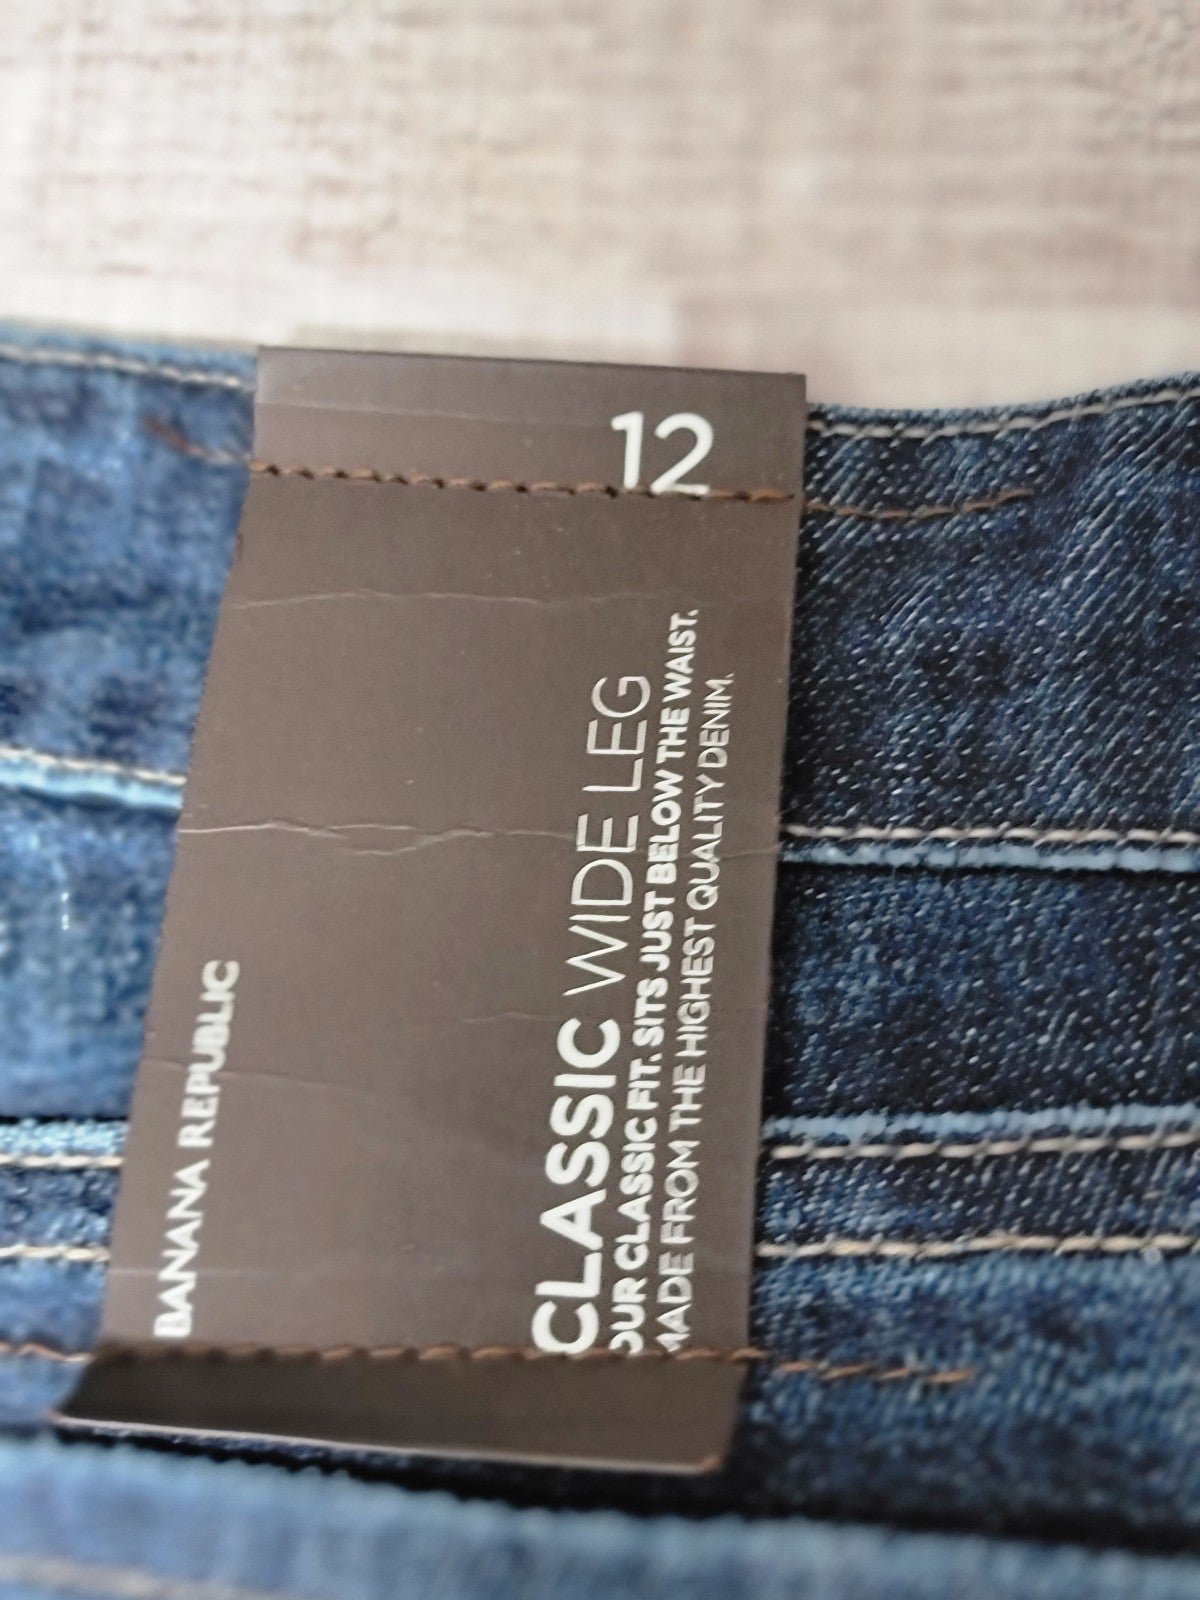 12
BANANA REPUBLIC
CLASSIC WIDE LEG
OUR CLASSIC FIT. SITS JUST BELOW THE WAIST.
MADE FROM THE HIGHEST QUALITY DENIM.